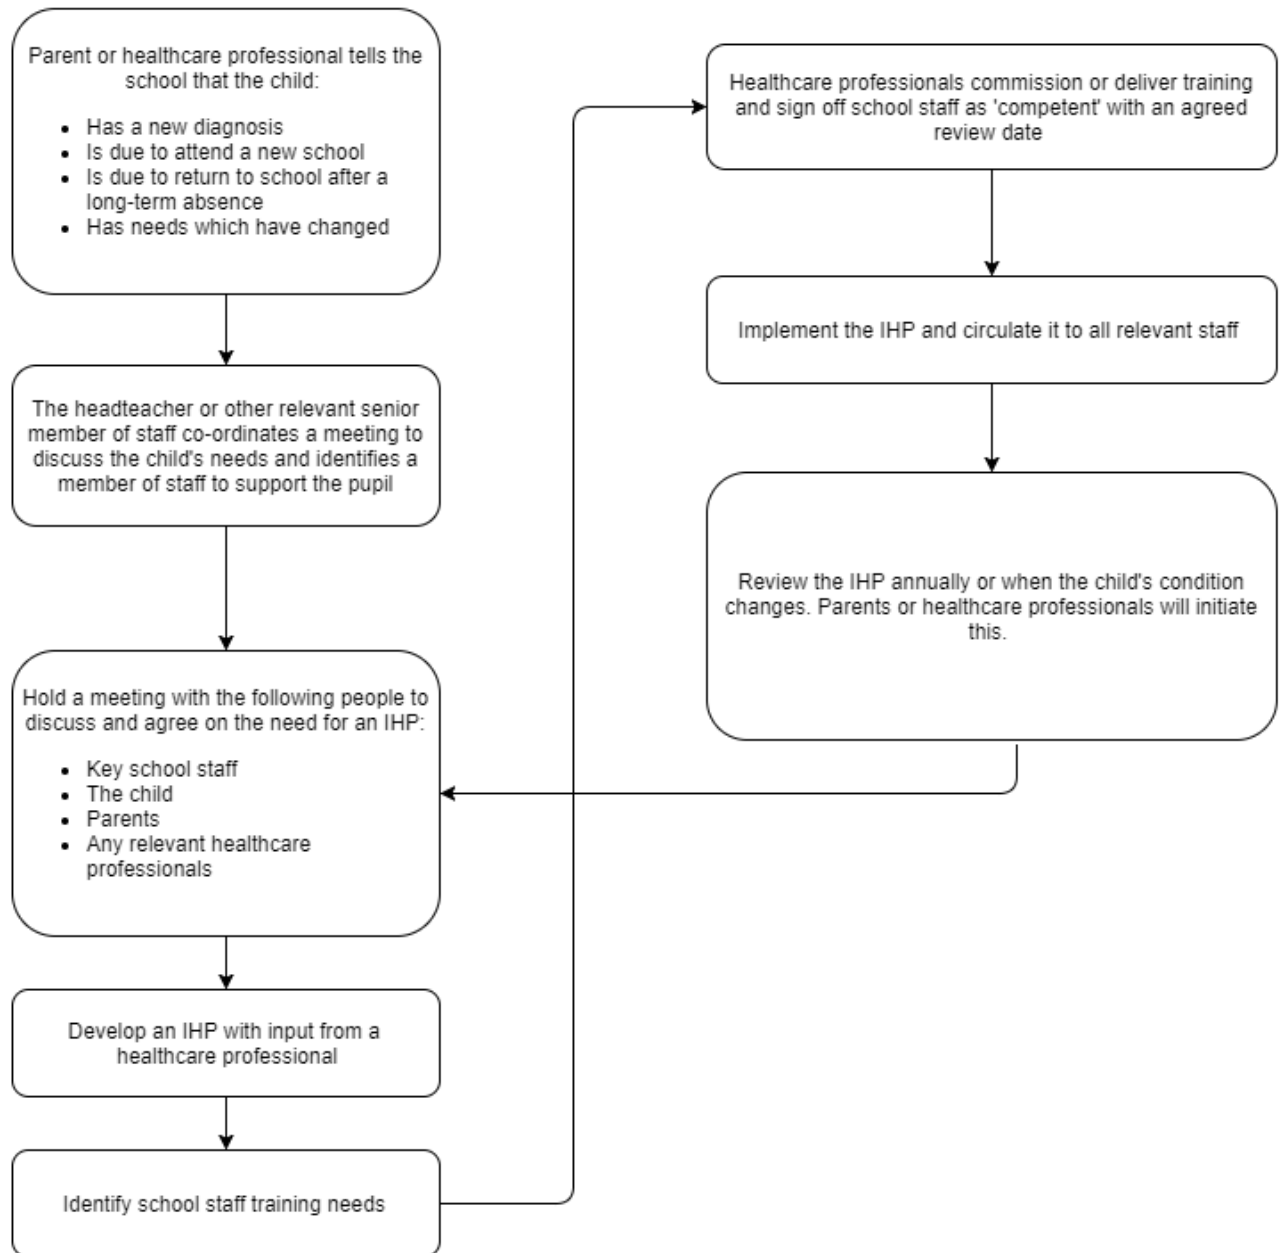 Parent or healthcare professional tells the
school that the child:
• Has a new diagnosis
• Is due to attend a new school
• Is due to return to school after a
long-term absence
• Has needs which have changed
The headteacher or other relevant senior
member of staff co-ordinates a meeting to
discuss the child's needs and identifies a
member of staff to support the pupil
Hold a meeting with the following people to
discuss and agree on the need for an IHP:
• Key school staff
• The child
• Parents
• Any relevant healthcare
professionals
Develop an IHP with input from a
healthcare professional
Identify school staff training needs
Healthcare professionals commission or deliver training
and sign off school staff as 'competent' with an agreed
review date
Implement the IHP and circulate it to all relevant staff
Review the IHP annually or when the child's condition
changes. Parents or healthcare professionals will initiate
this.